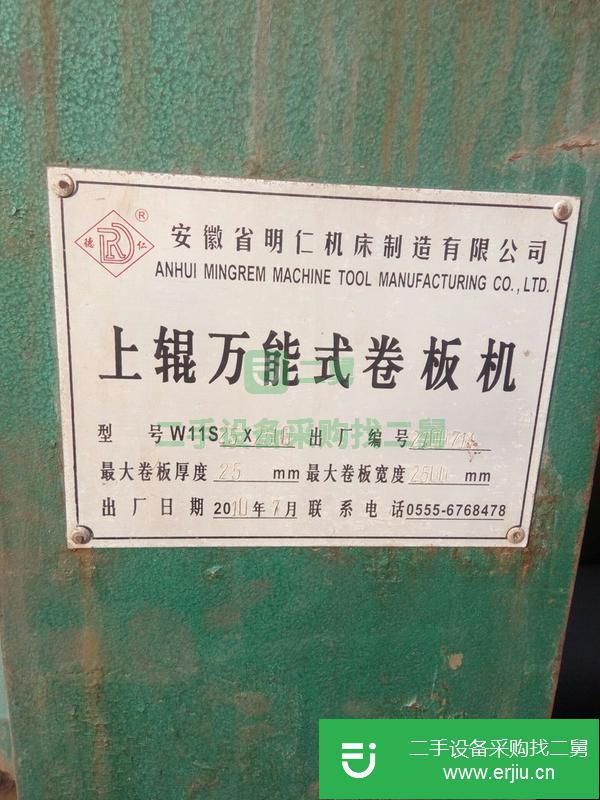 德 DR 仁 ®
安徽省明仁机床制造有限公司
ANHUI MINGREM MACHINE TOOL MANUFACTURING CO., LTD.
上辊万能式卷板机
二舅
型 号 W11S25X2500 出厂编号
二手设备采购找二舅
最大卷板厚度 25 mm 最大卷板宽度 2500 mm
出厂日期 2010年7月 联系电话 0555-6768478
二手设备采购找二舅
www.erjiu.cn